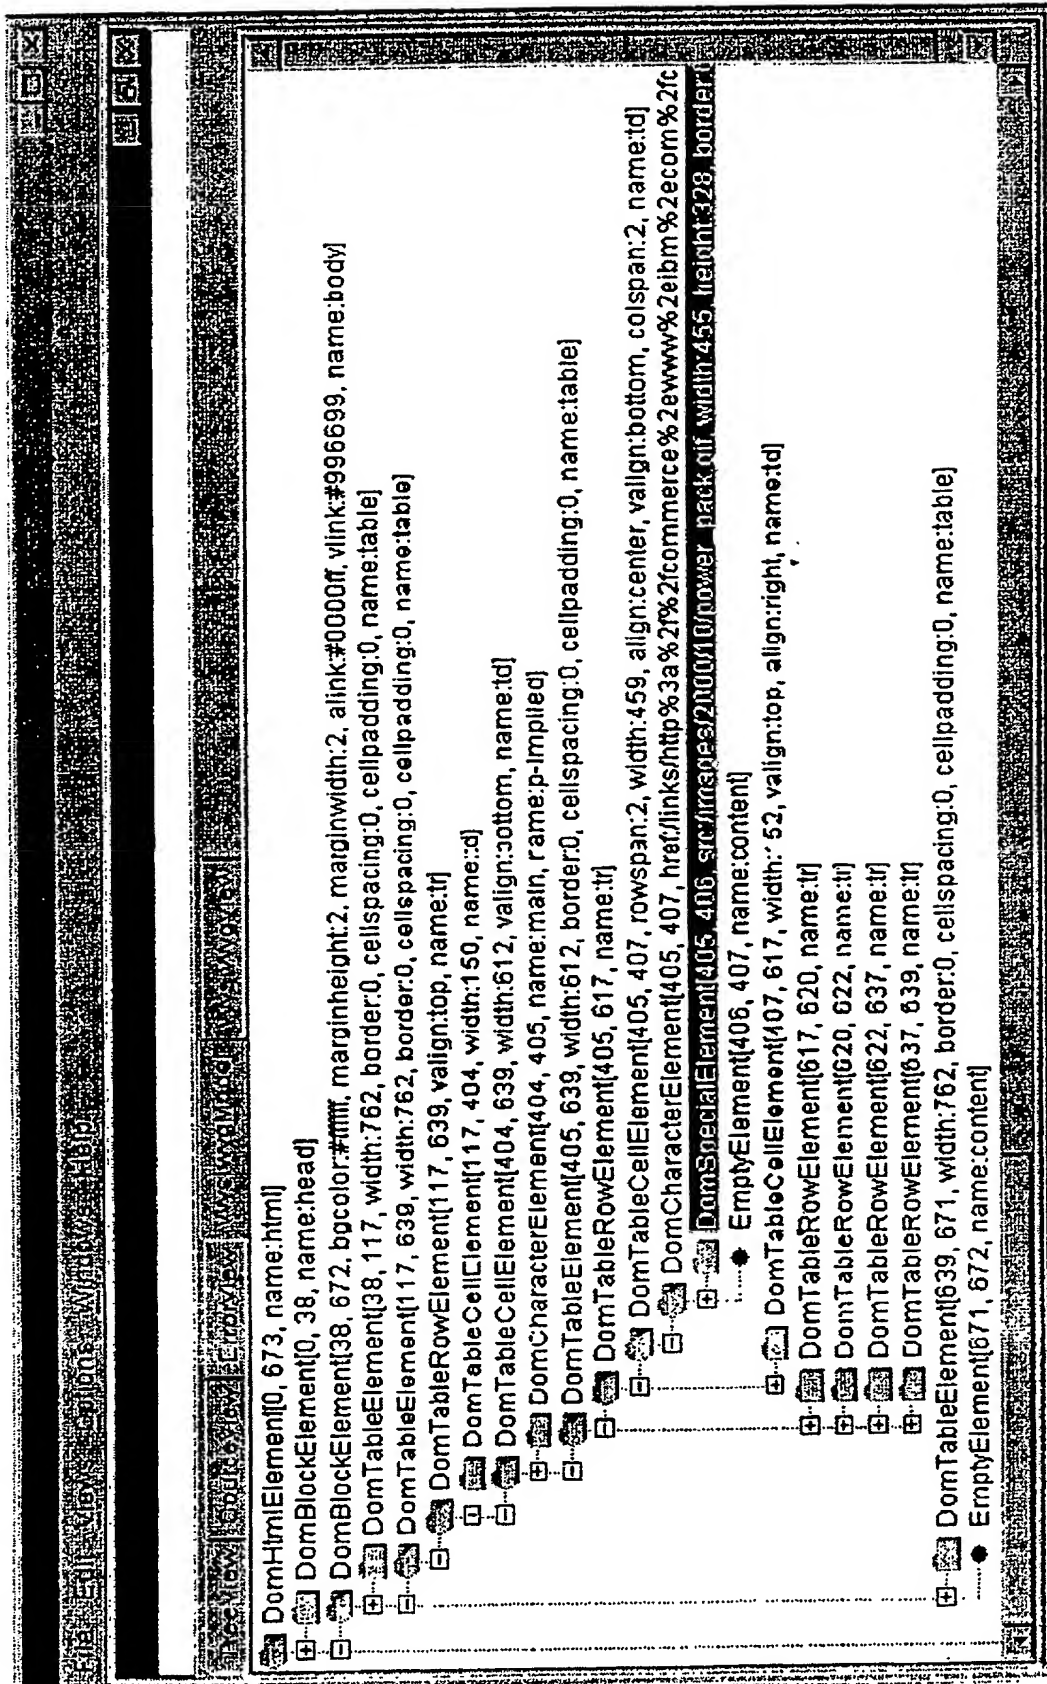 File Edit View Options Windows Help
DomHtmlElement[0, 673, name:html]
DomBlockElement[0, 38, name:head]
DomBlockElement[38, 672, bgcolor:#ffffff, marginheight:2, marginwidth:2, alink:#0000ff, vlink:#996699, name:body]
DomTableElement[38, 117, width:762, border:0, cellspacing:0, cellpadding:0, name:table]
DomTableElement[117, 639, width:762, border:0, cellspacing:0, cellpadding:0, name:table]
DomTableRowElement[117, 639, valign:top, name:tr]
DomTableCellElement[117, 404, width:150, name:td]
DomTableCellElement[404, 639, width:612, valign:bottom, name:td]
DomCharacterElement[404, 405, name:main, name:p-implied]
DomTableElement[405, 639, width:612, border:0, cellspacing:0, cellpadding:0, name:table]
DomTableRowElement[405, 617, name:tr]
DomTableCellElement[405, 407, rowspan:2, width:459, align:center, valign:bottom, colspan:2, name:td]
DomCharacterElement[405, 407, href:/links/http%3a%2f%2fcommerce%2ewww%2eibm%2ecom%2fc
DomSpecialElement[405, 406, src:/images/2000/10/power_pack.gif, width:455, height:328, border:
EmptyElement[406, 407, name:content]
DomTableCellElement[407, 617, width: 52, valign:top, align:right, name:td]
DomTableRowElement[617, 620, name:tr]
DomTableRowElement[620, 622, name:tr]
DomTableRowElement[622, 637, name:tr]
DomTableRowElement[637, 639, name:tr]
DomTableElement[639, 671, width:762, border:0, cellspacing:0, cellpadding:0, name:table]
EmptyElement[671, 672, name:content]